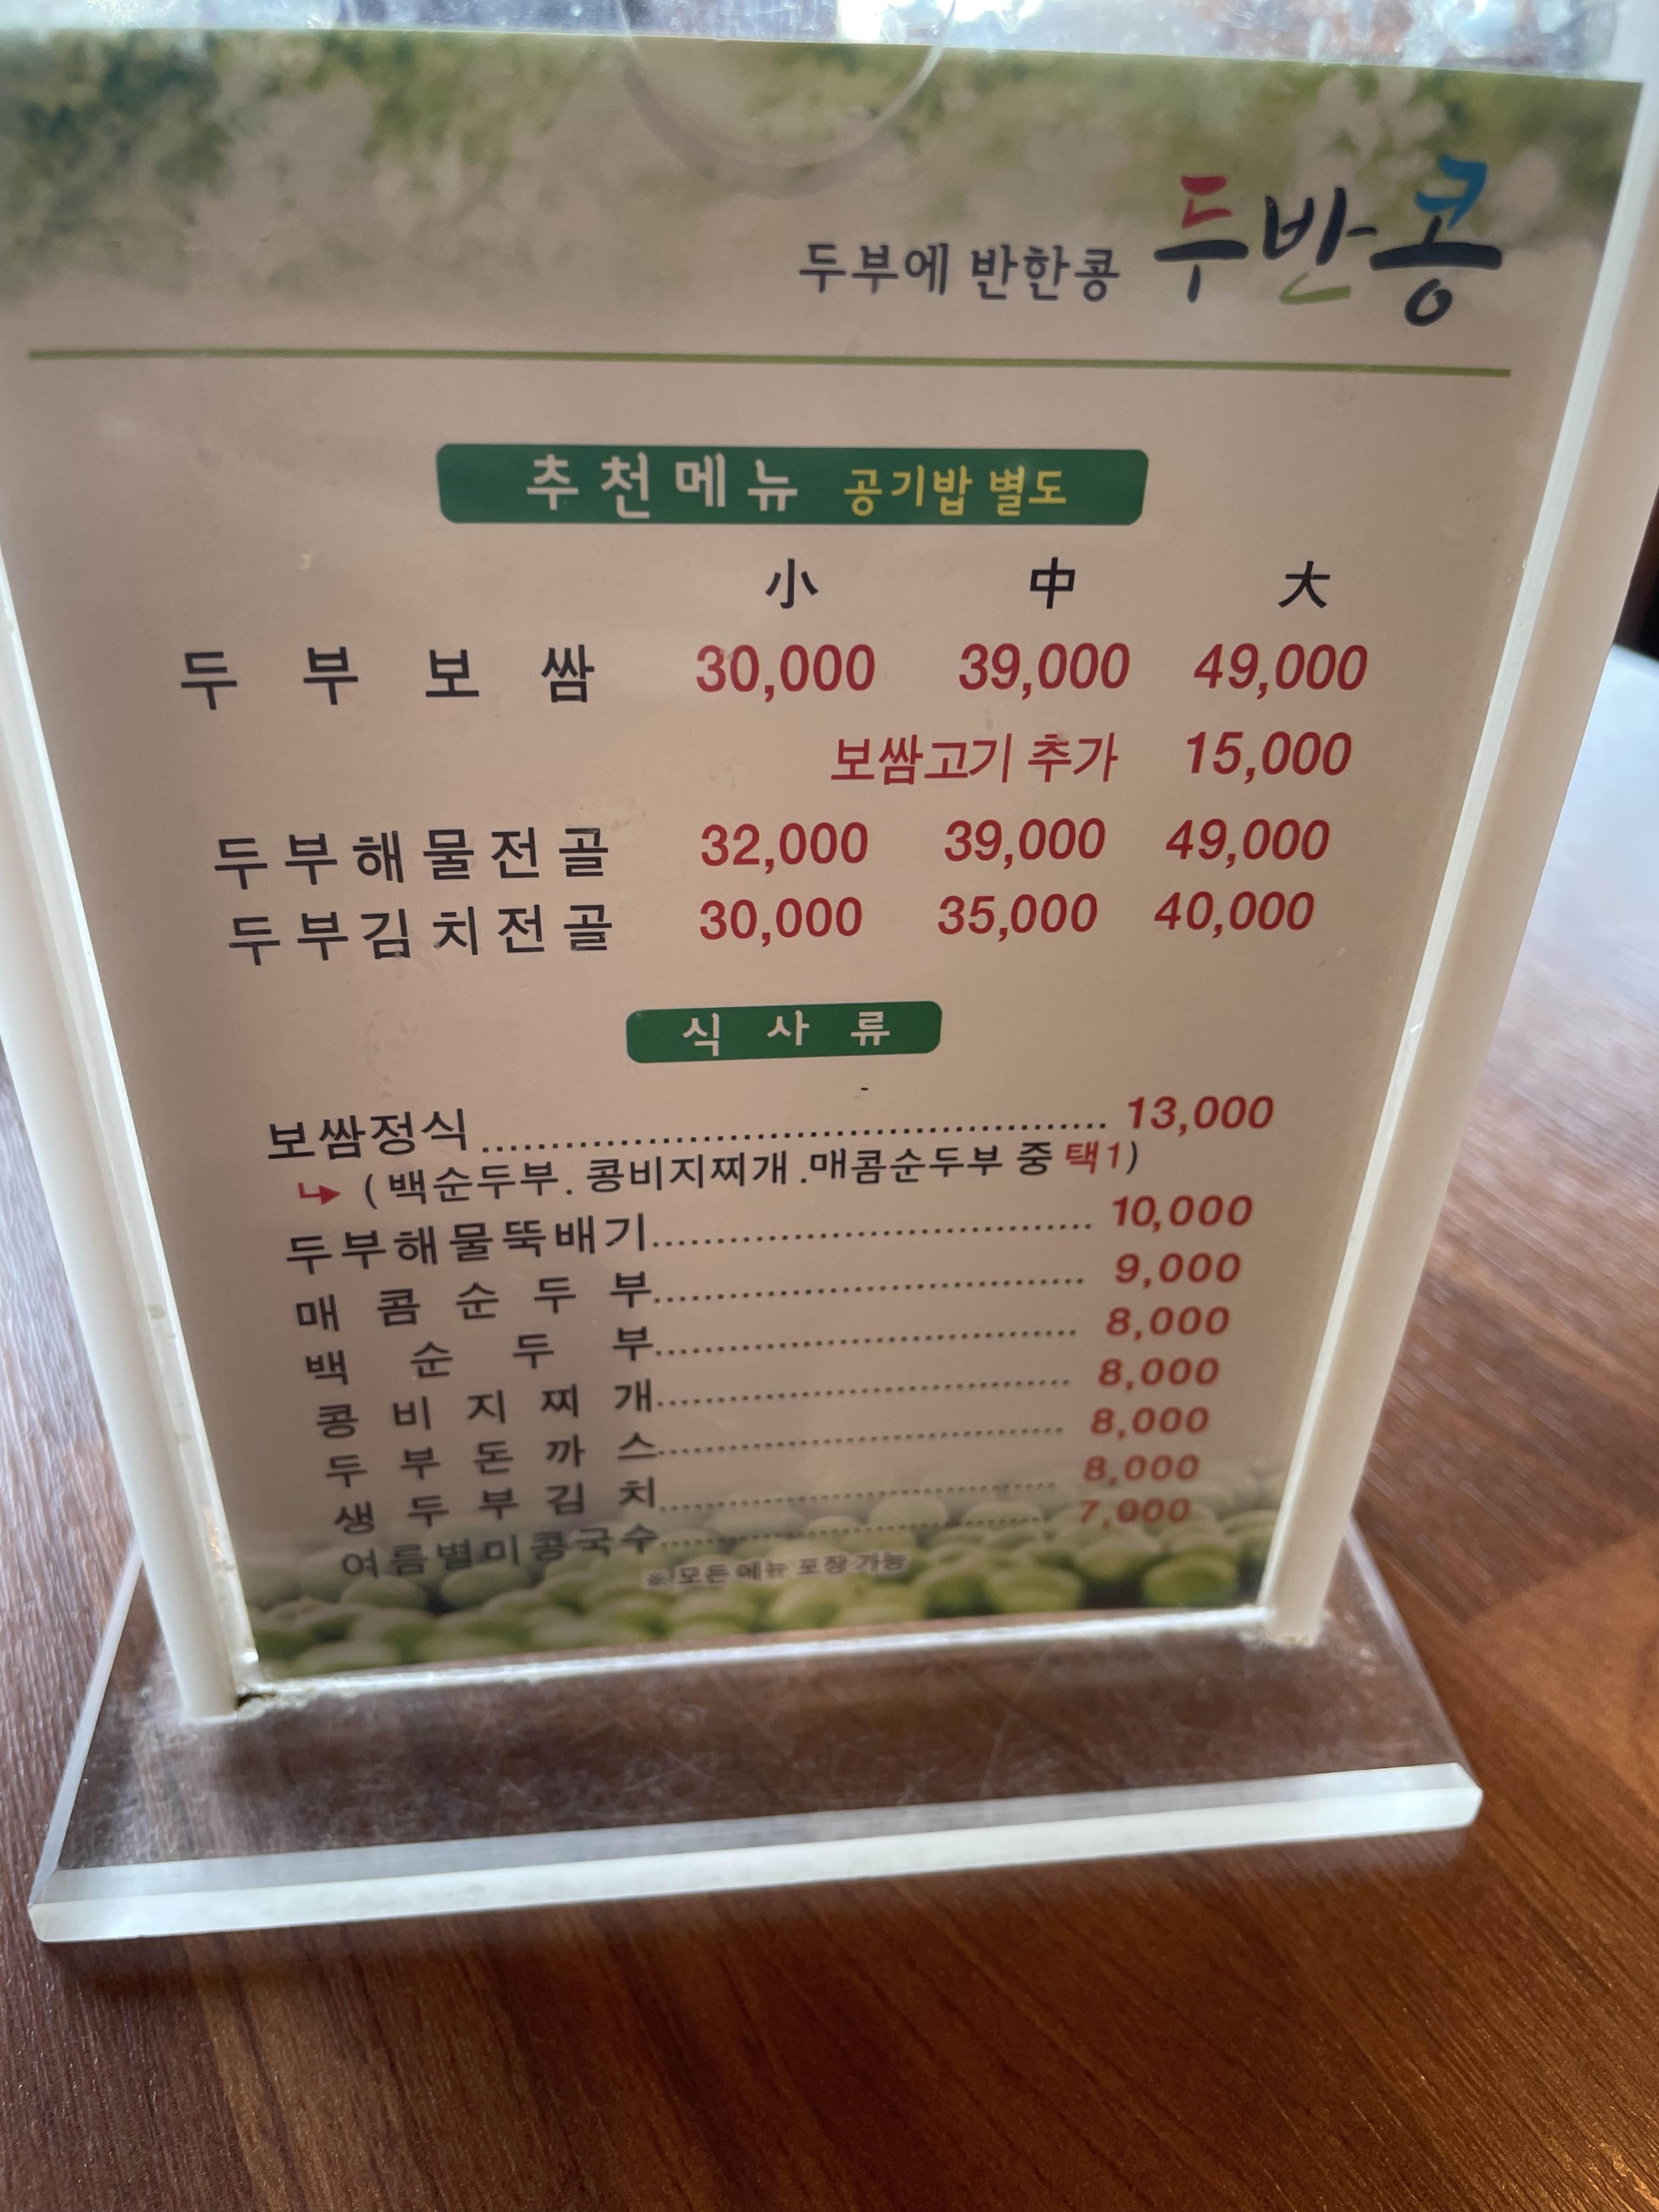 두부에 반한콩 두반콩
추천메뉴 공기밥 별도
小 中 大
두부보쌈 30,000 39,000 49,000
보쌈고기 추가 15,000
두부해물전골 32,000 39,000 49,000
두부김치전골 30,000 35,000 40,000
식사류
보쌈정식 13,000
↳ (백순두부. 콩비지찌개.매콤순두부 중 택1)
두부해물뚝배기 10,000
매콤순두부 9,000
백순두부 8,000
콩비지찌개 8,000
두부돈까스 8,000
생두부김치 8,000
여름별미콩국수 7,000
※모든 메뉴 포장가능